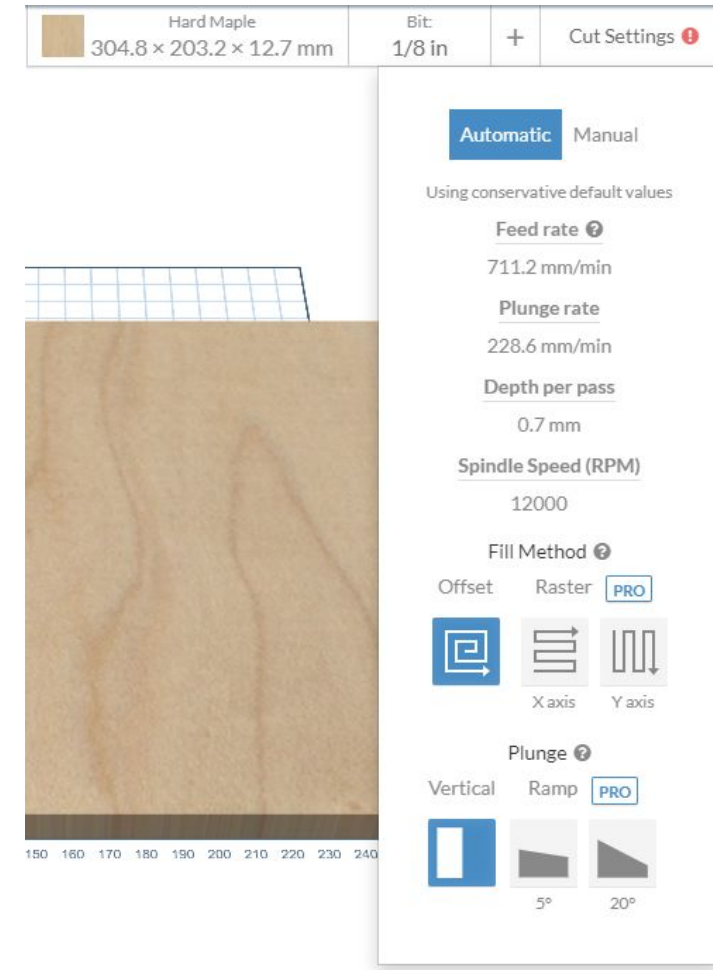 Hard Maple
304.8 × 203.2 × 12.7 mm
Bit:
1/8 in
+
Cut Settings
Automatic Manual
Using conservative default values
Feed rate ?
711.2 mm/min
Plunge rate
228.6 mm/min
Depth per pass
0.7 mm
Spindle Speed (RPM)
12000
Fill Method ?
Offset Raster PRO
X axis Y axis
Plunge ?
Vertical Ramp PRO
5° 20°
150 160 170 180 190 200 210 220 230 240